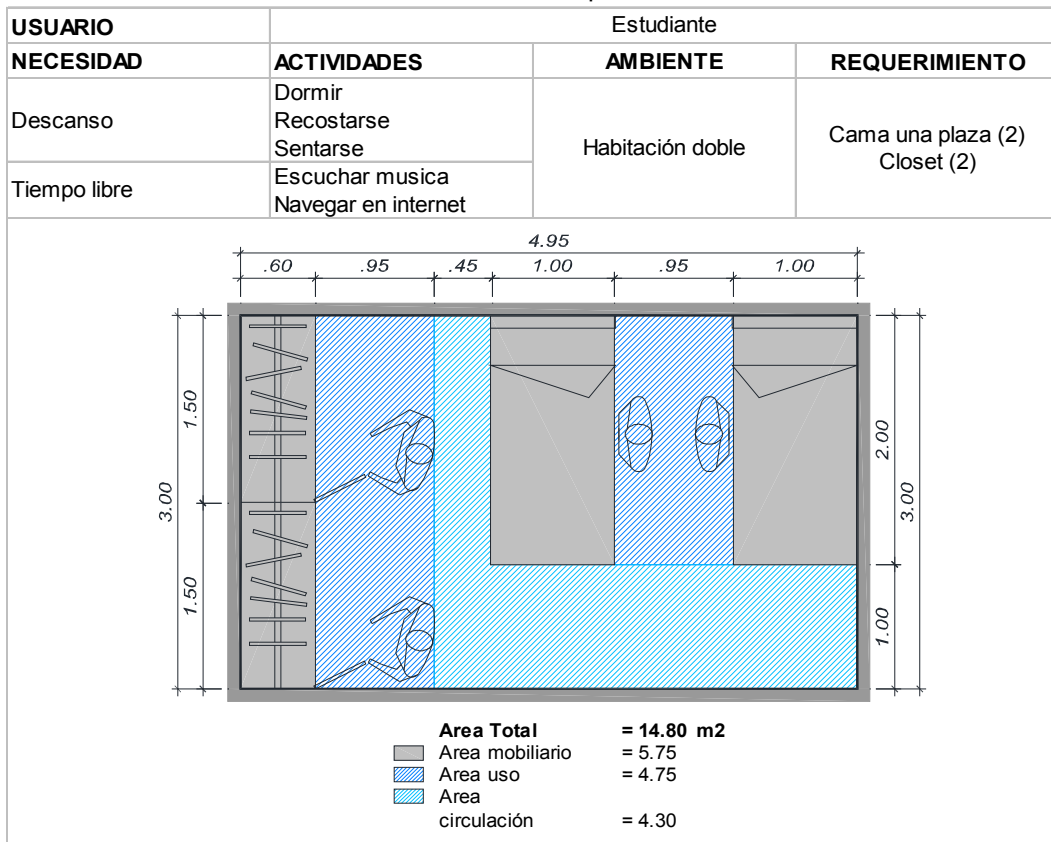 USUARIO Estudiante
NECESIDAD ACTIVIDADES AMBIENTE REQUERIMIENTO
Descanso
Dormir
Recostarse
Sentarse
Habitación doble
Cama una plaza (2)
Closet (2)
Tiempo libre
Escuchar musica
Navegar en internet
4.95
.60 .95 .45 1.00 .95 1.00
1.50
3.00
1.50
2.00
3.00
1.00
Area Total = 14.80 m2
Area mobiliario = 5.75
Area uso = 4.75
Area
circulación = 4.30